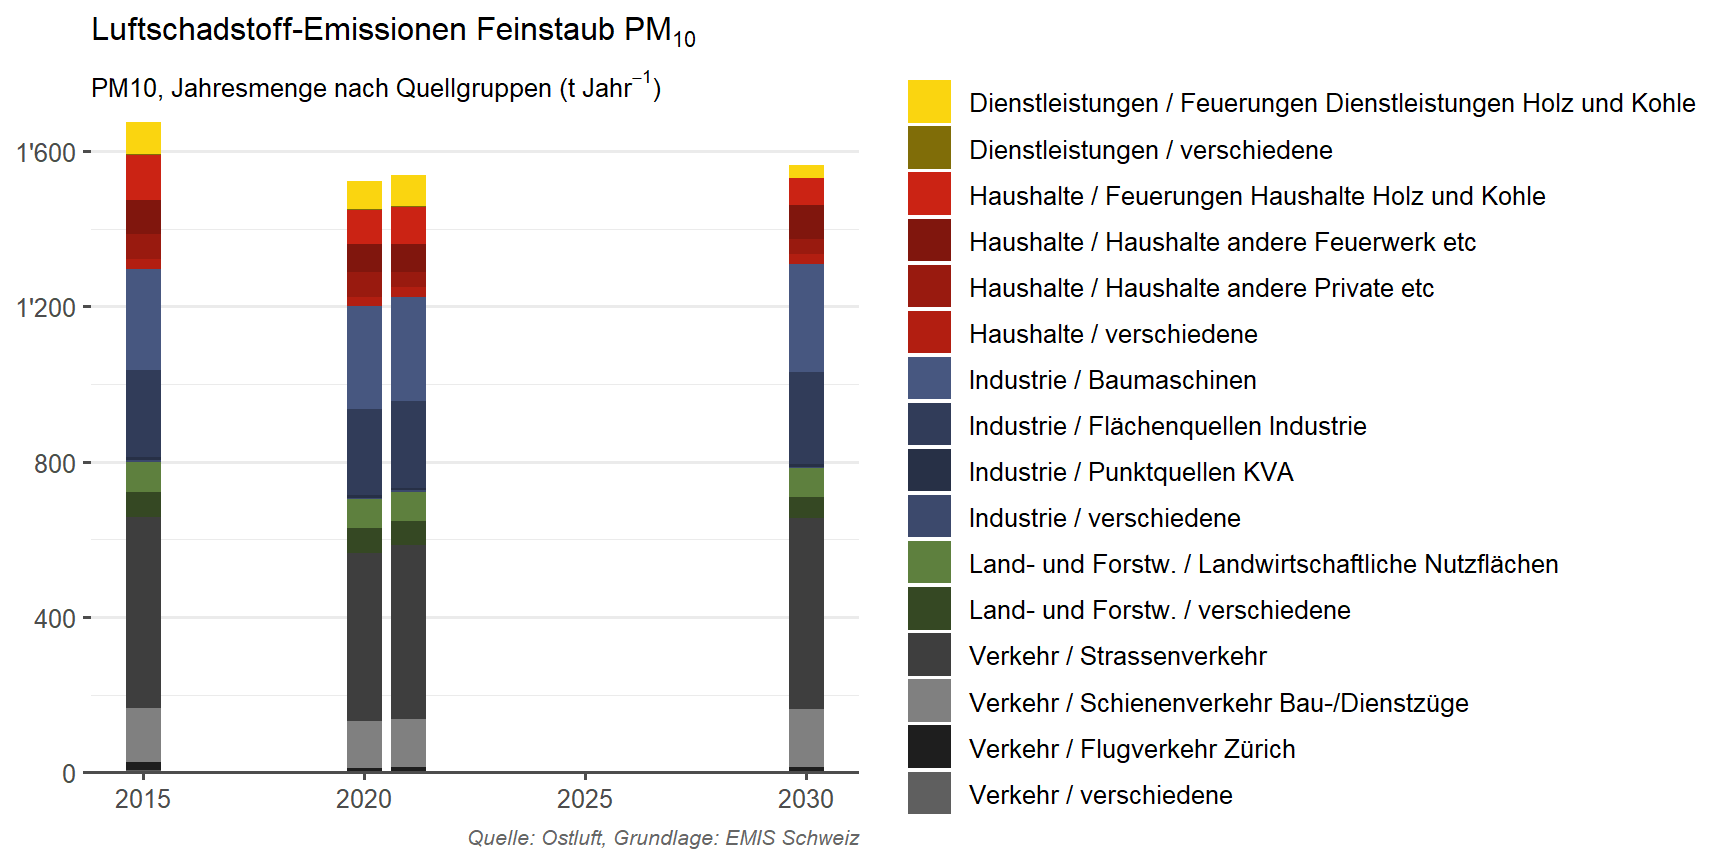 Luftschadstoff-Emissionen Feinstaub PM₁₀
PM10, Jahresmenge nach Quellgruppen (t Jahr⁻¹)
1'600
1'200
800
400
0
2015 2020 2025 2030
Quelle: Ostluft, Grundlage: EMIS Schweiz
Dienstleistungen / Feuerungen Dienstleistungen Holz und Kohle
Dienstleistungen / verschiedene
Haushalte / Feuerungen Haushalte Holz und Kohle
Haushalte / Haushalte andere Feuerwerk etc
Haushalte / Haushalte andere Private etc
Haushalte / verschiedene
Industrie / Baumaschinen
Industrie / Flächenquellen Industrie
Industrie / Punktquellen KVA
Industrie / verschiedene
Land- und Forstw. / Landwirtschaftliche Nutzflächen
Land- und Forstw. / verschiedene
Verkehr / Strassenverkehr
Verkehr / Schienenverkehr Bau-/Dienstzüge
Verkehr / Flugverkehr Zürich
Verkehr / verschiedene